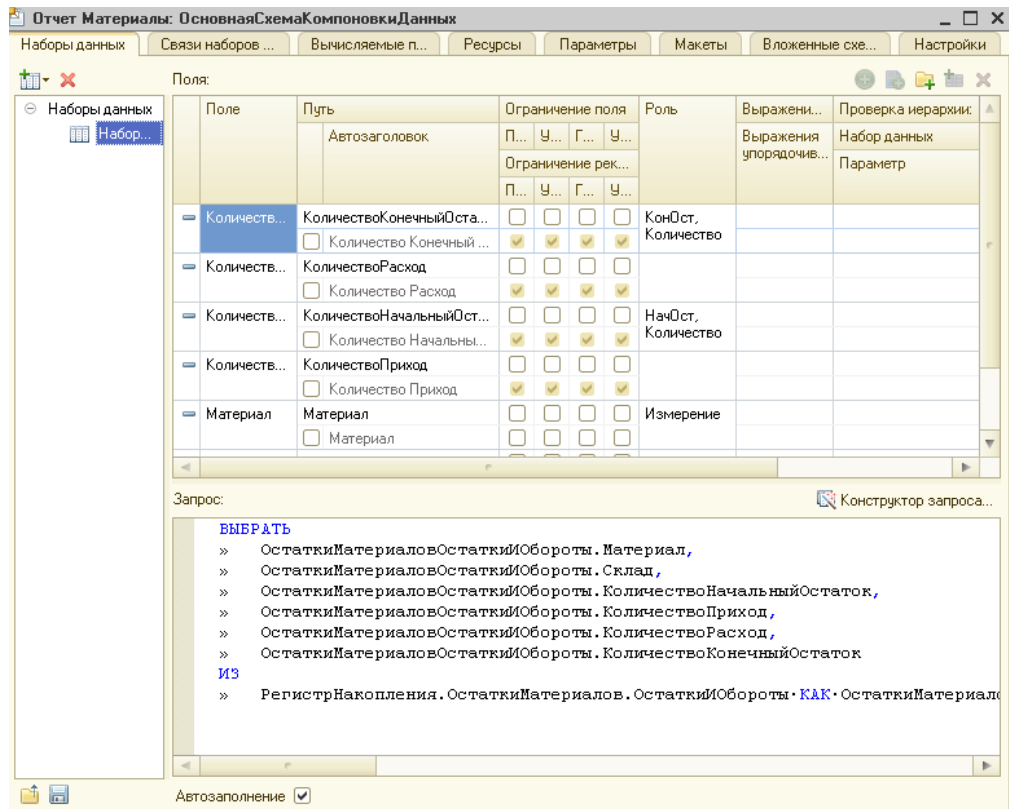 Отчет Материалы: ОсновнаяСхемаКомпоновкиДанных
Наборы данных Связи наборов ... Вычисляемые п... Ресурсы Параметры Макеты Вложенные схе... Настройки
Поля:
Наборы данных
Набор...
Поле Путь Ограничение поля Роль Выражени... Проверка иерархии:
Автозаголовок П... У... Г... У... Выражения упорядочив... Набор данных
Ограничение рек... Параметр
П... У... Г... У...
Количеств... КоличествоКонечныйОста... КонОст,
Количество
Количество Конечный ...
Количеств... КоличествоРасход
Количество Расход
Количеств... КоличествоНачальныйОст... НачОст,
Количество
Количество Начальны...
Количеств... КоличествоПриход
Количество Приход
Материал Материал Измерение
Материал
Запрос: Конструктор запроса...
ВЫБРАТЬ
» ОстаткиМатериаловОстаткиИОбороты.Материал,
» ОстаткиМатериаловОстаткиИОбороты.Склад,
» ОстаткиМатериаловОстаткиИОбороты.КоличествоНачальныйОстаток,
» ОстаткиМатериаловОстаткиИОбороты.КоличествоПриход,
» ОстаткиМатериаловОстаткиИОбороты.КоличествоРасход,
» ОстаткиМатериаловОстаткиИОбороты.КоличествоКонечныйОстаток
ИЗ
» РегистрНакопления.ОстаткиМатериалов.ОстаткиИОбороты·КАК·ОстаткиМатериало
Автозаполнение